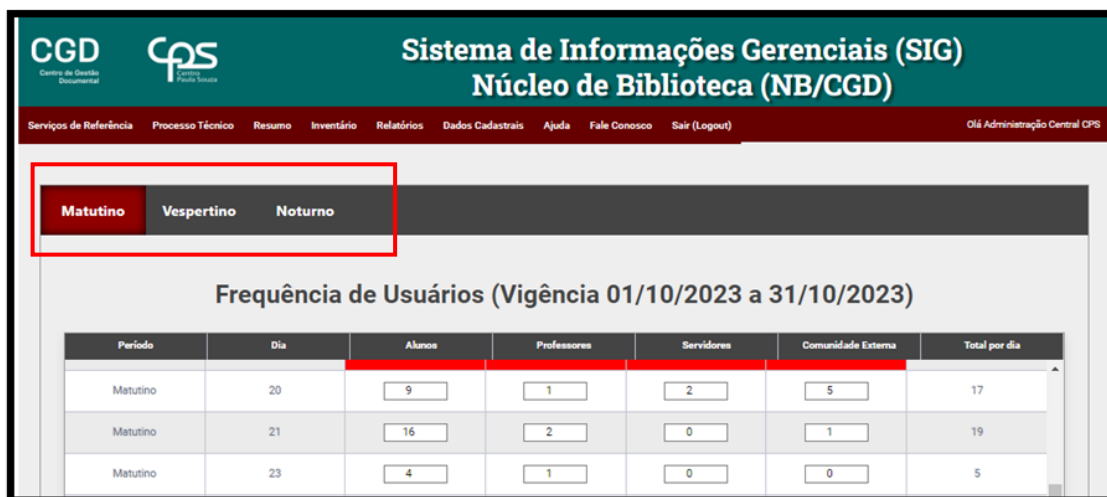 CGD
Centro de Gestão
Documental
CPS
Centro
Paula Souza
Sistema de Informações Gerenciais (SIG)
Núcleo de Biblioteca (NB/CGD)
Serviços de Referência Processo Técnico Resumo Inventário Relatórios Dados Cadastrais Ajuda Fale Conosco Sair (Logout) Olá Administração Central CPS
Matutino Vespertino Noturno
Frequência de Usuários (Vigência 01/10/2023 a 31/10/2023)
Período Dia Alunos Professores Servidores Comunidade Externa Total por dia
Matutino 20 9 1 2 5 17
Matutino 21 16 2 0 1 19
Matutino 23 4 1 0 0 5